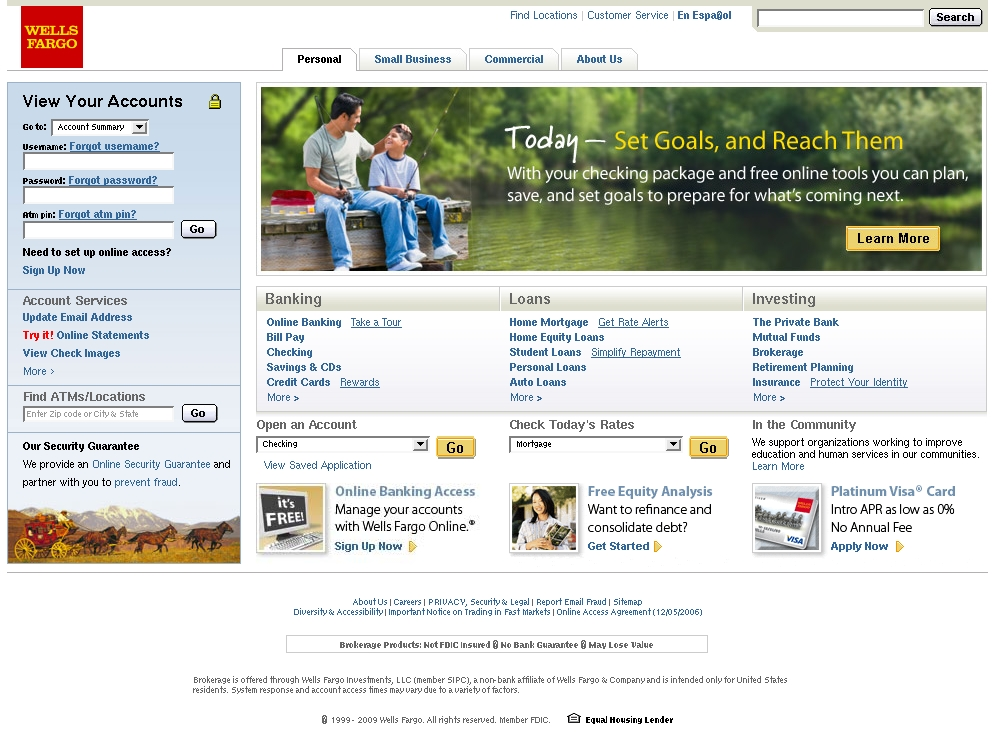 WELLS
FARGO
Find Locations | Customer Service | En Espa�ol
Search
Personal
Small Business
Commercial
About Us
View Your Accounts
Go to: Account Summary
Username: Forgot username?
Password: Forgot password?
Atm pin: Forgot atm pin?
Go
Need to set up online access?
Sign Up Now
Account Services
Update Email Address
Try it! Online Statements
View Check Images
More >
Find ATMs/Locations
Enter Zip code or City & State
Go
Our Security Guarantee
We provide an Online Security Guarantee and
partner with you to prevent fraud.
Today — Set Goals, and Reach Them
With your checking package and free online tools you can plan,
save, and set goals to prepare for what's coming next.
Learn More
Banking
Online Banking Take a Tour
Bill Pay
Checking
Savings & CDs
Credit Cards Rewards
More >
Loans
Home Mortgage Get Rate Alerts
Home Equity Loans
Student Loans Simplify Repayment
Personal Loans
Auto Loans
More >
Investing
The Private Bank
Mutual Funds
Brokerage
Retirement Planning
Insurance Protect Your Identity
More >
Open an Account
Checking
Go
View Saved Application
Check Today's Rates
Mortgage
Go
In the Community
We support organizations working to improve
education and human services in our communities.
Learn More
it's
FREE!
Online Banking Access
Manage your accounts
with Wells Fargo Online.®
Sign Up Now
Free Equity Analysis
Want to refinance and
consolidate debt?
Get Started
VISA
Platinum Visa® Card
Intro APR as low as 0%
No Annual Fee
Apply Now
About Us | Careers | PRIVACY, Security & Legal | Report Email Fraud | Sitemap
Diversity & Accessibility | Important Notice on Trading in Fast Markets | Online Access Agreement (12/05/2006)
Brokerage Products: Not FDIC Insured � No Bank Guarantee � May Lose Value
Brokerage is offered through Wells Fargo Investments, LLC (member SIPC), a non-bank affiliate of Wells Fargo & Company and is intended only for United States
residents. System response and account access times may vary due to a variety of factors.
� 1999 - 2009 Wells Fargo. All rights reserved. Member FDIC.
Equal Housing Lender